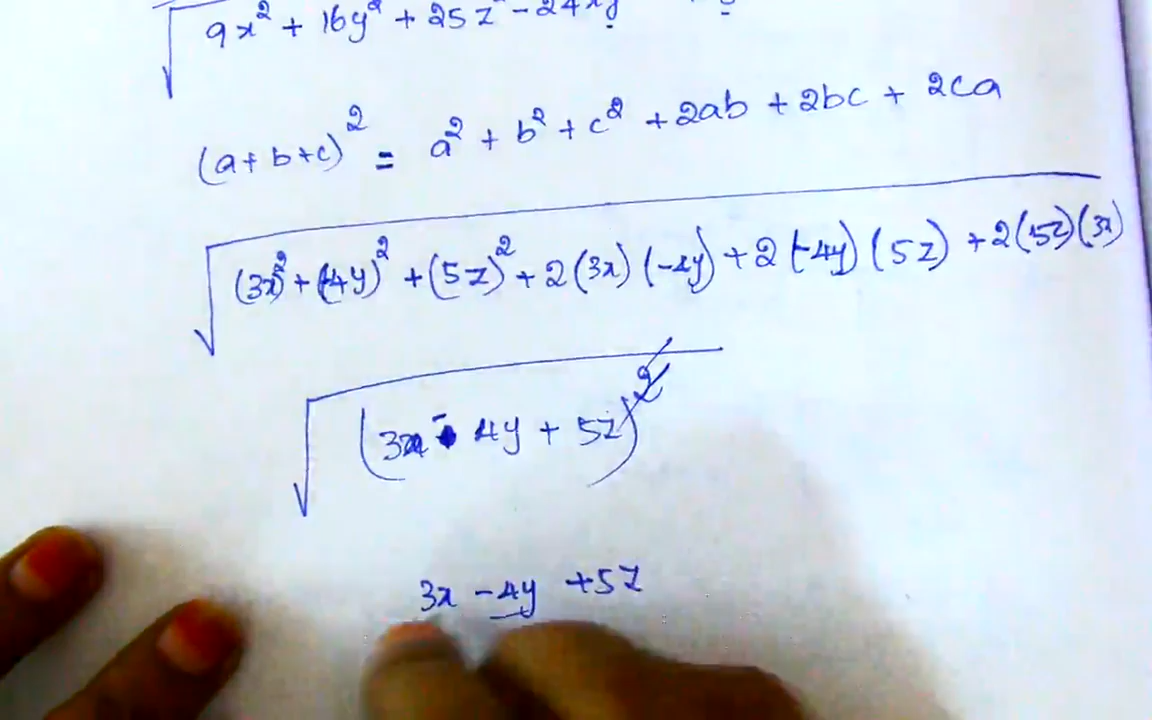 √9x² + 16y² + 25z² - 24xy
(a+b+c)² = a² + b² + c² + 2ab + 2bc + 2ca
√(3x)² + (-4y)² + (5z)² + 2(3x)(-4y) + 2(-4y)(5z) + 2(5z)(3x)
√(3x - 4y + 5z)²
3x - 4y + 5z